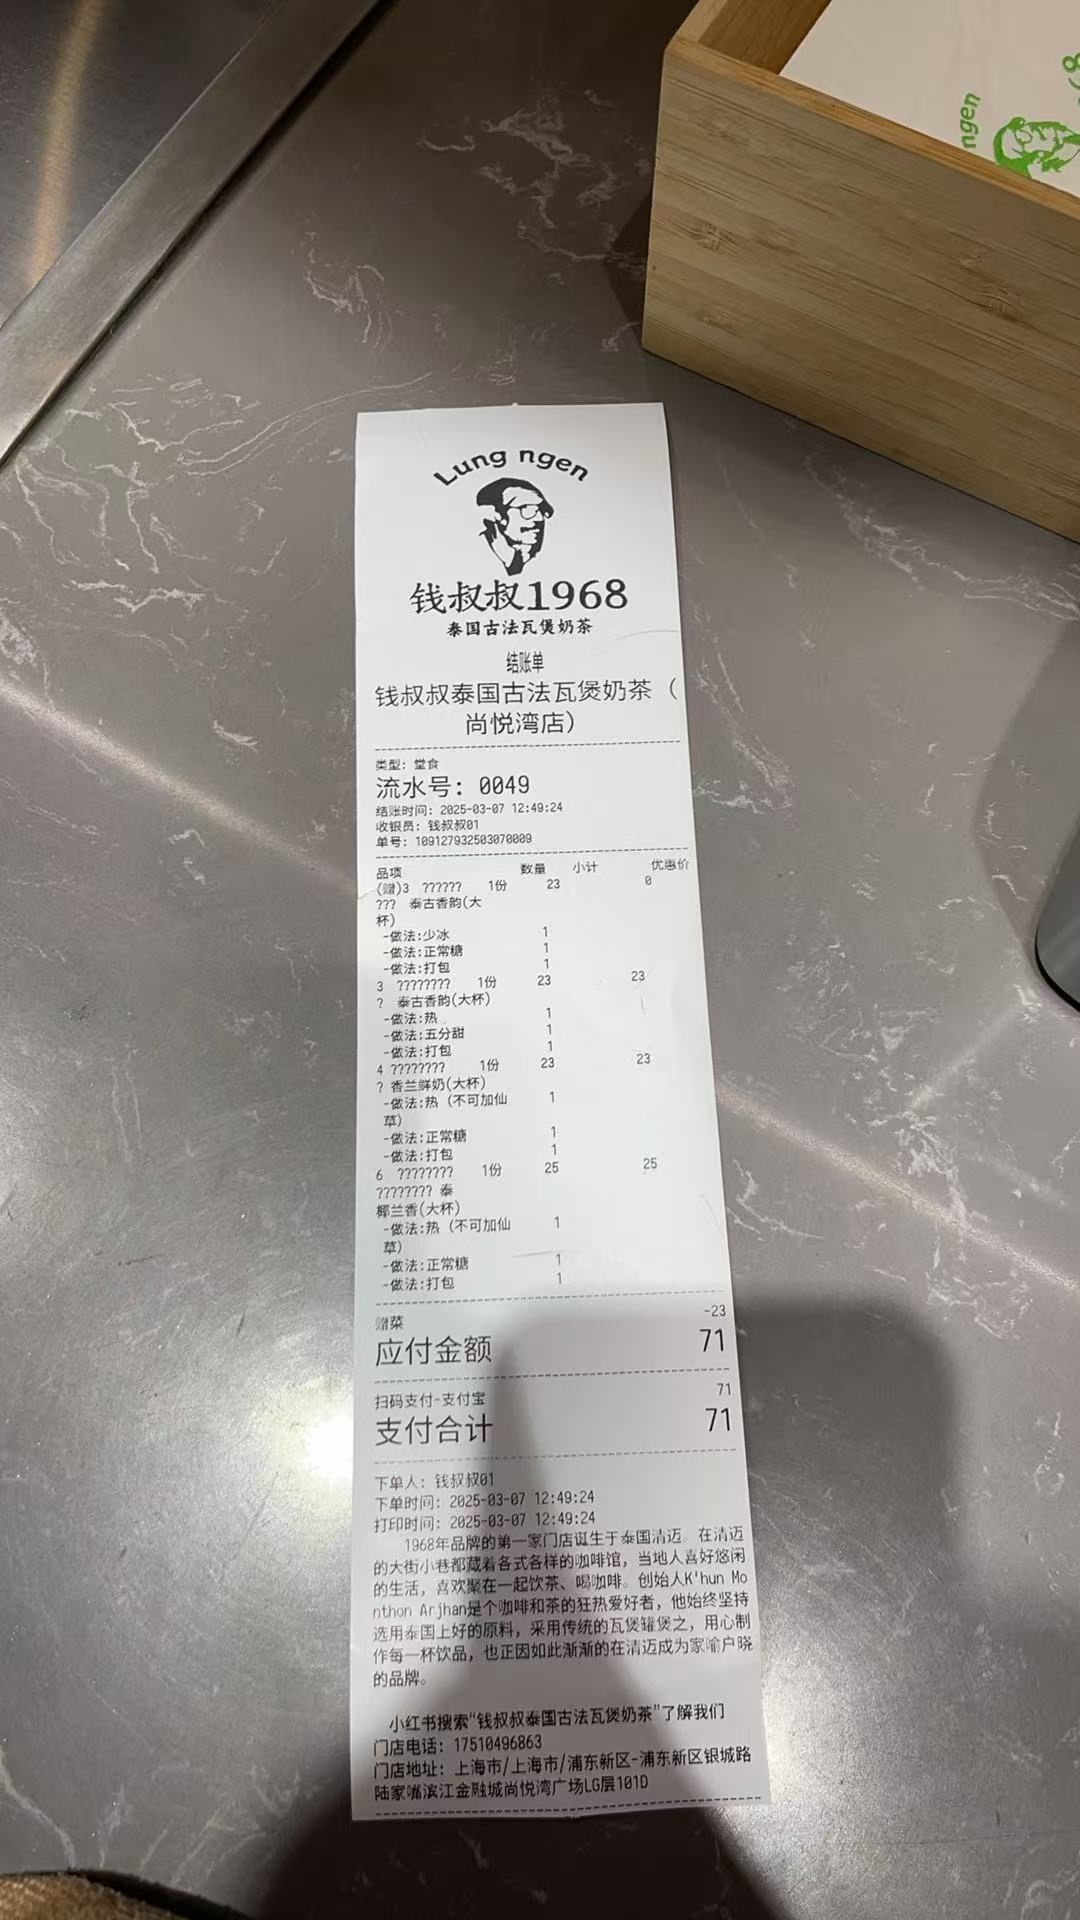 ngen
Lung ngen
钱叔叔1968
泰国古法瓦煲奶茶
结账单
钱叔叔泰国古法瓦煲奶茶（
尚悦湾店）
类型: 堂食
流水号: 0049
结账时间: 2025-03-07 12:49:24
收银员: 钱叔叔01
单号: 109127932503070009
品项 数量 小计 优惠价
(赠)3 ?????? 1份 23 0
??? 泰古香韵(大
杯)
-做法:少冰 1
-做法:正常糖 1
-做法:打包 1
3 ???????? 1份 23 23
? 泰古香韵(大杯)
-做法:热 1
-做法:五分甜 1
-做法:打包 1
4 ???????? 1份 23 23
? 香兰鲜奶(大杯)
-做法:热（不可加仙 1
草）
-做法:正常糖 1
-做法:打包 1
6 ???????? 1份 25 25
???????? 泰
椰兰香(大杯)
-做法:热（不可加仙 1
草）
-做法:正常糖 1
-做法:打包 1
赠菜 -23
应付金额 71
扫码支付-支付宝 71
支付合计 71
下单人: 钱叔叔01
下单时间: 2025-03-07 12:49:24
打印时间: 2025-03-07 12:49:24
1968年品牌的第一家门店诞生于泰国清迈。在清迈
的大街小巷都藏着各式各样的咖啡馆，当地人喜好悠闲
的生活，喜欢聚在一起饮茶、喝咖啡。创始人K'hun Mo
nthon Arjhan是个咖啡和茶的狂热爱好者，他始终坚持
选用泰国上好的原料，采用传统的瓦煲罐煲之，用心制
作每一杯饮品，也正因如此渐渐的在清迈成为家喻户晓
的品牌。
小红书搜索“钱叔叔泰国古法瓦煲奶茶”了解我们
门店电话: 17510496863
门店地址: 上海市/上海市/浦东新区-浦东新区银城路
陆家嘴滨江金融城尚悦湾广场LG层101D